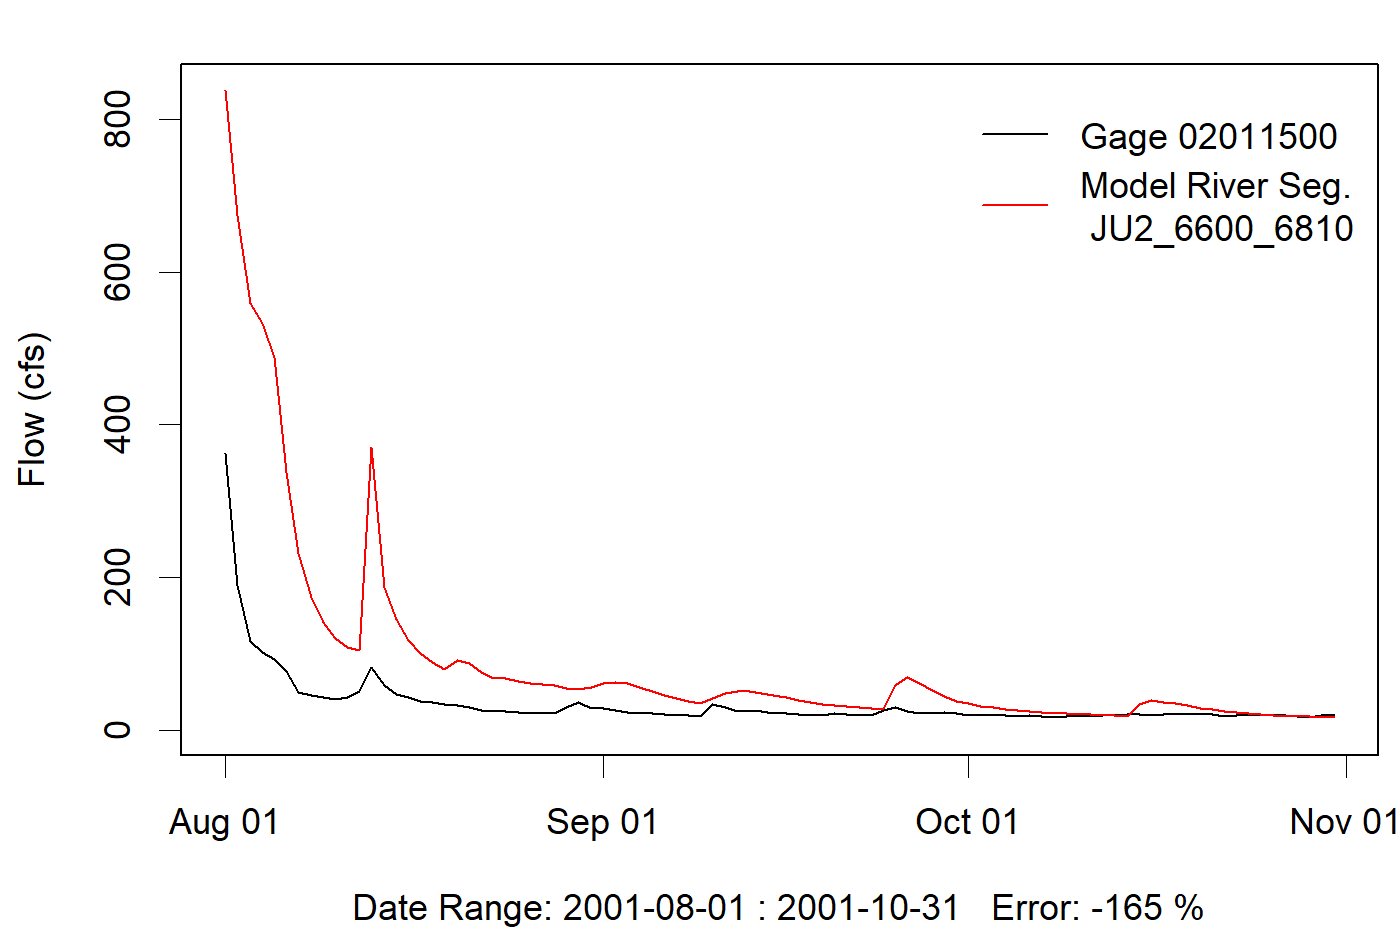 Flow (cfs)
800
600
400
200
0
Gage 02011500
Model River Seg.
JU2_6600_6810
Aug 01
Sep 01
Oct 01
Nov 01
Date Range: 2001-08-01 : 2001-10-31 Error: -165 %